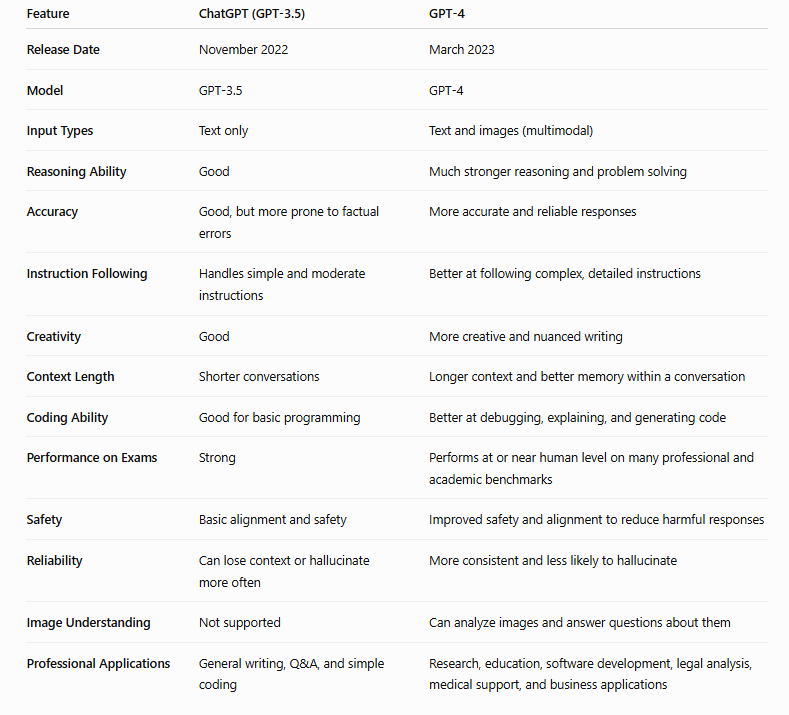 Feature ChatGPT (GPT-3.5) GPT-4
Release Date November 2022 March 2023
Model GPT-3.5 GPT-4
Input Types Text only Text and images (multimodal)
Reasoning Ability Good Much stronger reasoning and problem solving
Accuracy Good, but more prone to factual More accurate and reliable responses
errors
Instruction Following Handles simple and moderate Better at following complex, detailed instructions
instructions
Creativity Good More creative and nuanced writing
Context Length Shorter conversations Longer context and better memory within a conversation
Coding Ability Good for basic programming Better at debugging, explaining, and generating code
Performance on Exams Strong Performs at or near human level on many professional and
academic benchmarks
Safety Basic alignment and safety Improved safety and alignment to reduce harmful responses
Reliability Can lose context or hallucinate More consistent and less likely to hallucinate
more often
Image Understanding Not supported Can analyze images and answer questions about them
Professional Applications General writing, Q&A, and simple Research, education, software development, legal analysis,
coding medical support, and business applications